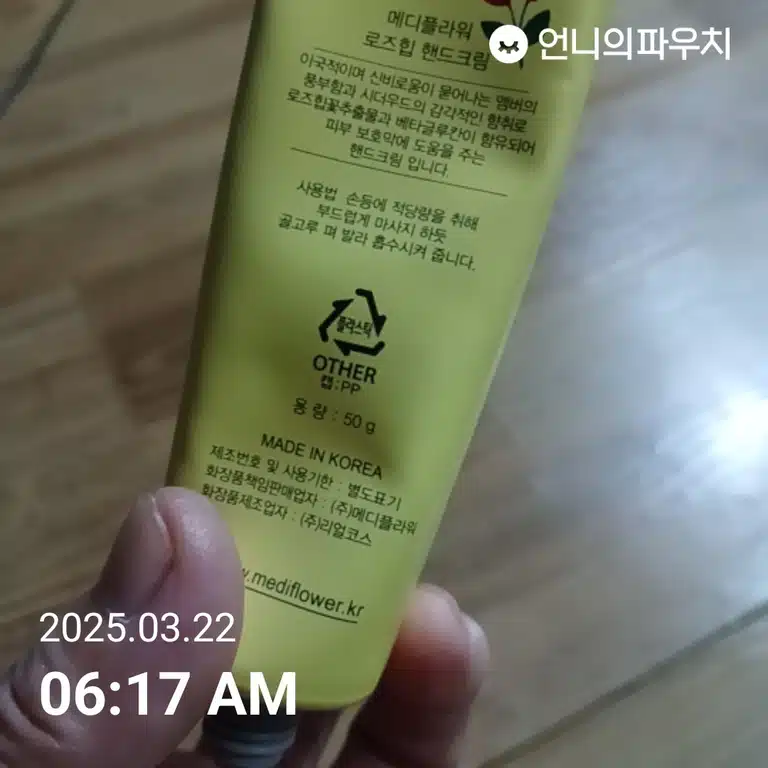 언니의파우치
메디플라워
로즈힙 핸드크림
이국적이며 신비로움이 묻어나는 앰버의
풍부함과 시더우드의 감각적인 향취로
로즈힙꽃추출물과 베타글루칸이 함유되어
피부 보호막에 도움을 주는
핸드크림 입니다.
사용법 손등에 적당량을 취해
부드럽게 마사지 하듯
골고루 펴 발라 흡수시켜 줍니다.
플라스틱
OTHER
캡:PP
용 량 : 50 g
MADE IN KOREA
제조번호 및 사용기한 : 별도표기
화장품책임판매업자 : (주)메디플라워
화장품제조업자 : (주)리얼코스
w.mediflower.kr
2025.03.22
06:17 AM